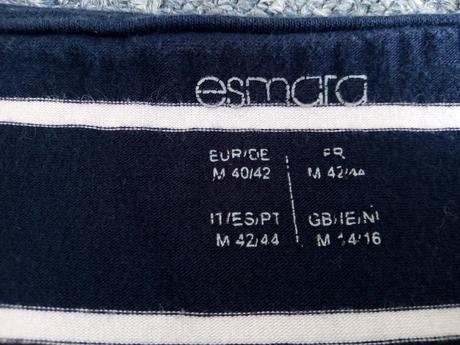 esmara
EUR/DE FR
M 40/42 M 42/44
IT/ES/PT GB/IE/NI
M 42/44 M 14/16